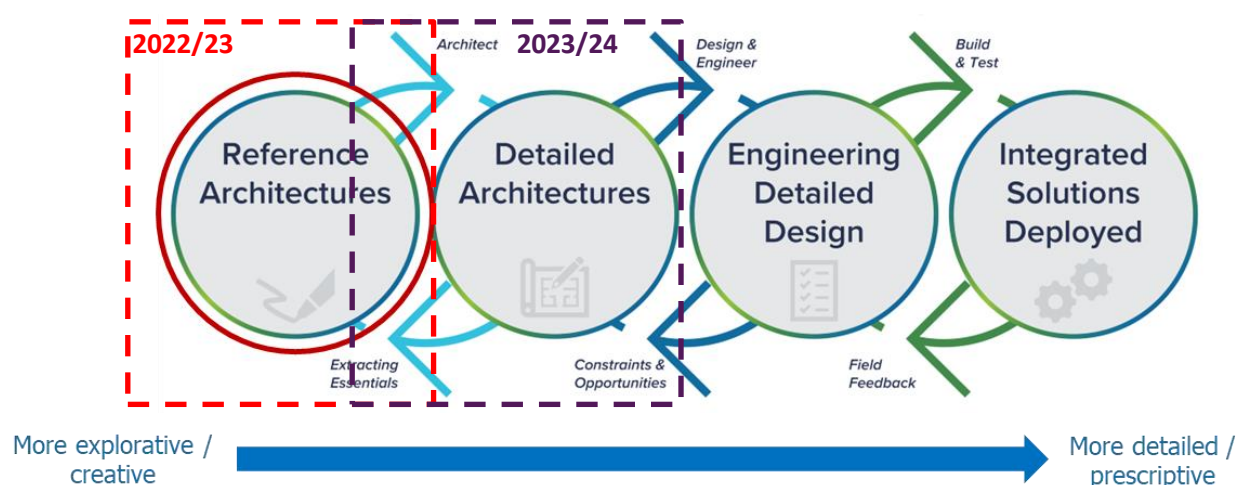 2022/23
2023/24
Architect
Design &
Engineer
Build
& Test
Reference
Architectures
Detailed
Architectures
Engineering
Detailed
Design
Integrated
Solutions
Deployed
Extracting
Essentials
Constraints &
Opportunities
Field
Feedback
More explorative /
creative
More detailed /
prescriptive